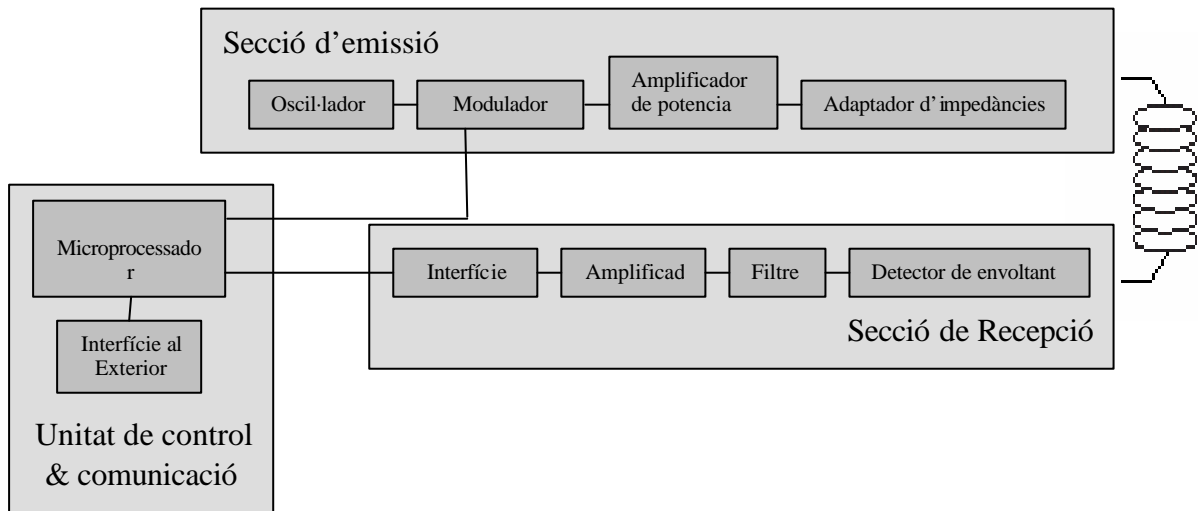 Secció d'emissió
Oscil·lador
Modulador
Amplificador
de potencia
Adaptador d'impedàncies
Microprocessado
r
Interfície al
Exterior
Unitat de control
& comunicació
Interfície
Amplificad
Filtre
Detector de envoltant
Secció de Recepció